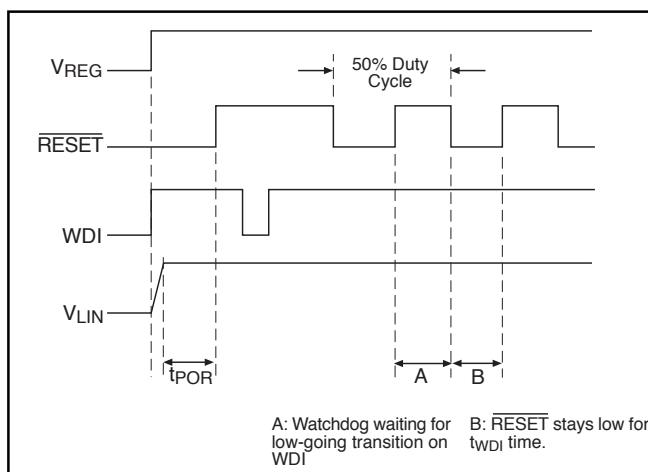 50% Duty
Cycle
VREG
RESET
WDI
VLIN
tPOR
A
B
A: Watchdog waiting for
low-going transition on
WDI
B: RESET stays low for
tWDI time.